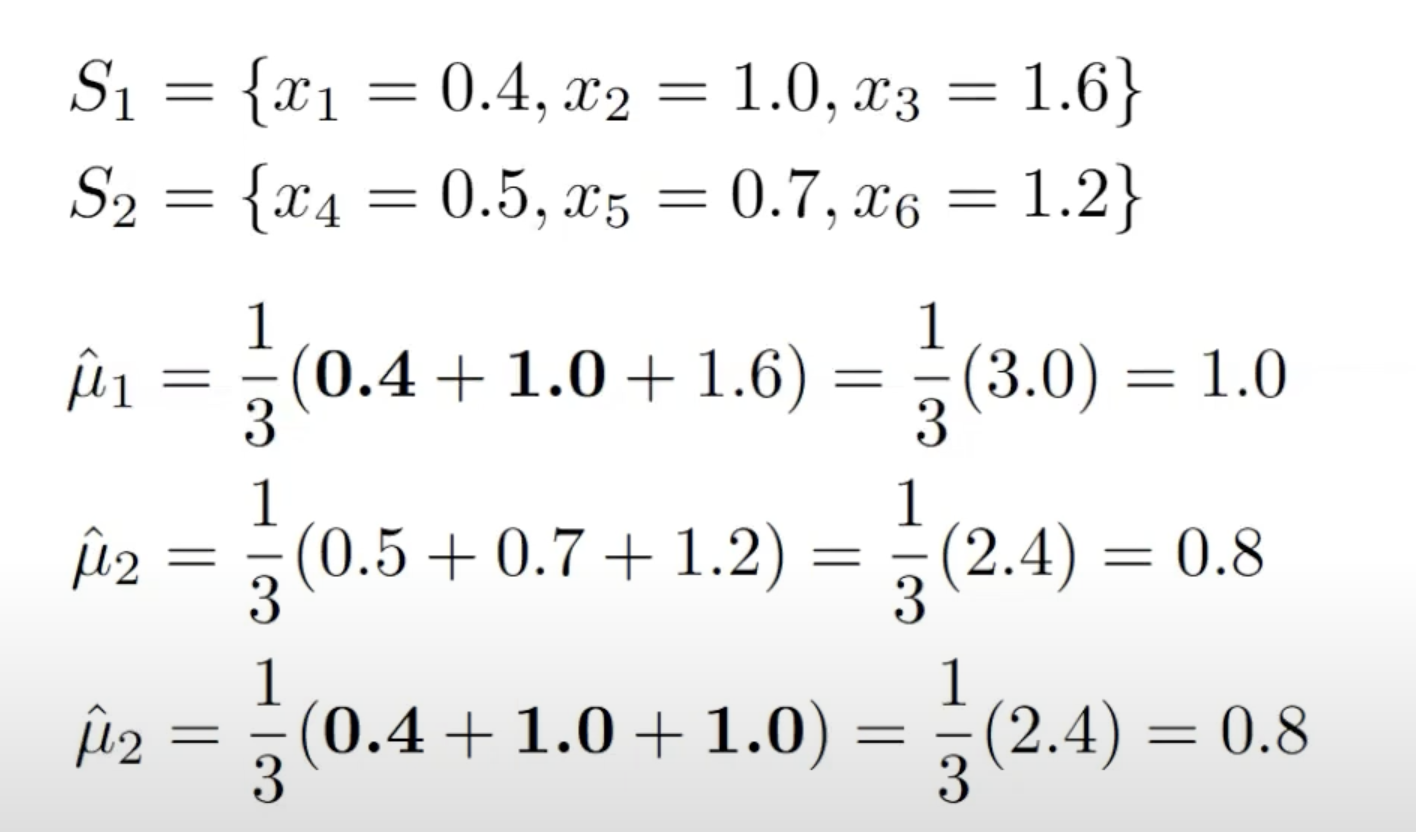 S₁ = {x₁ = 0.4, x₂ = 1.0, x₃ = 1.6}
S₂ = {x₄ = 0.5, x₅ = 0.7, x₆ = 1.2}
μ̂₁ = 1/3(0.4 + 1.0 + 1.6) = 1/3(3.0) = 1.0
μ̂₂ = 1/3(0.5 + 0.7 + 1.2) = 1/3(2.4) = 0.8
μ̂₂ = 1/3(0.4 + 1.0 + 1.0) = 1/3(2.4) = 0.8